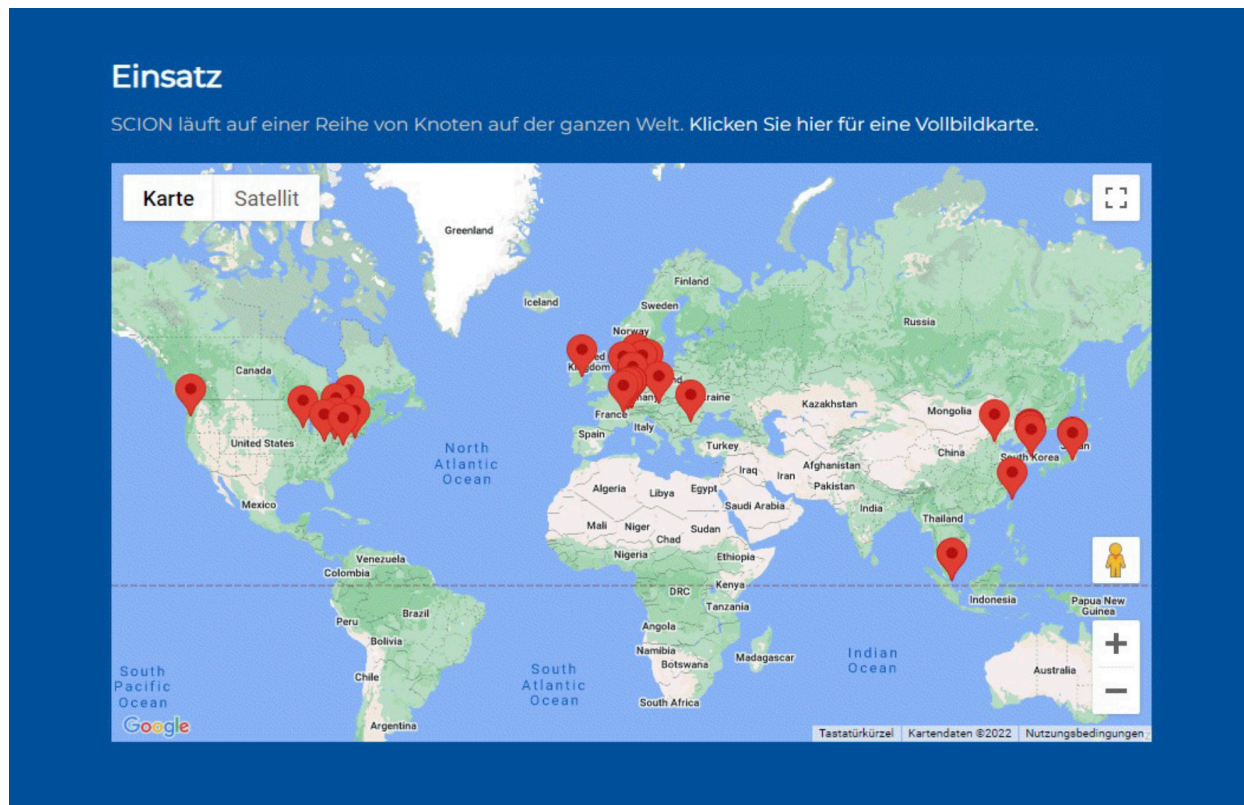 Einsatz
SCION läuft auf einer Reihe von Knoten auf der ganzen Welt. Klicken Sie hier für eine Vollbildkarte.
Karte Satellit
Greenland
Finland
Iceland
Sweden
Russia
Norway
Canada
Kazakhstan
Mongolia
France
Italy
Spain
United States
North
Atlantic
Ocean
Turkey
China
South Korea
Iraq
Iran
Afghanistan
Pakistan
Algeria
Libya
Egypt
Saudi Arabia
Mexico
India
Thailand
Mali
Niger
Sudan
Chad
Nigeria
Ethiopia
Venezuela
Colombia
DRC
Kenya
Tanzania
Indonesia
Papua New
Guinea
Brazil
Peru
Angola
Bolivia
Namibia
Botswana
Madagascar
Indian
Ocean
South
Pacific
Ocean
Chile
South
Atlantic
Ocean
Australia
South Africa
Google
Argentina
Tastatürkürzel Kartendaten ©2022 Nutzungsbedingungen